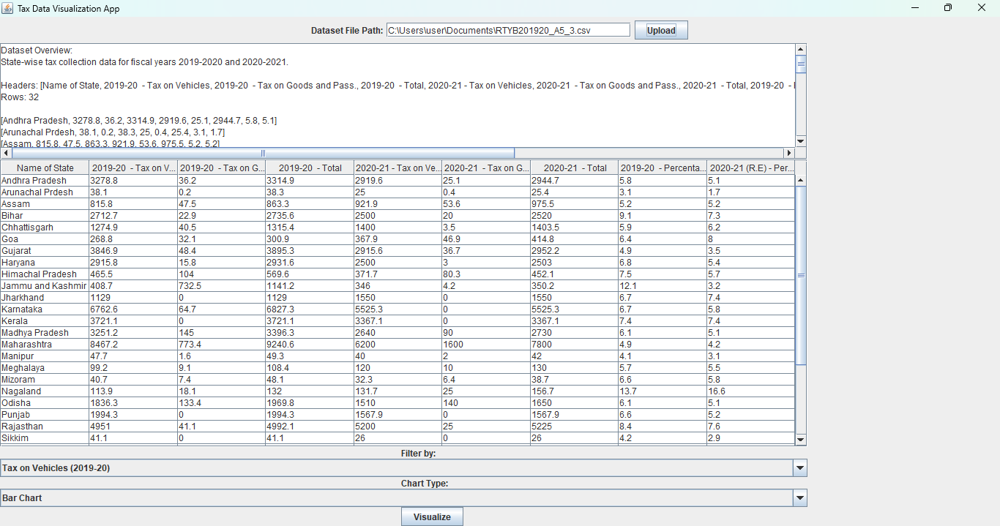 Tax Data Visualization App
Dataset File Path: C:\Users\user\Documents\RTYB201920_A5_3.csv Upload
Dataset Overview:
State-wise tax collection data for fiscal years 2019-2020 and 2020-2021.
Headers: [Name of State, 2019-20 - Tax on Vehicles, 2019-20 - Tax on Goods and Pass., 2019-20 - Total, 2020-21 - Tax on Vehicles, 2020-21 - Tax on Goods and Pass., 2020-21 - Total, 2019-20 -
Rows: 32
[Andhra Pradesh, 3278.8, 36.2, 3314.9, 2919.6, 25.1, 2944.7, 5.8, 5.1]
[Arunachal Prdesh, 38.1, 0.2, 38.3, 25, 0.4, 25.4, 3.1, 1.7]
[Assam, 815.8, 47.5, 863.3, 921.9, 53.6, 975.5, 5.2, 5.2]
Name of State 2019-20 - Tax on V... 2019-20 - Tax on G... 2019-20 - Total 2020-21 - Tax on Ve... 2020-21 - Tax on G... 2020-21 - Total 2019-20 - Percenta... 2020-21 (R.E) - Per...
Andhra Pradesh 3278.8 36.2 3314.9 2919.6 25.1 2944.7 5.8 5.1
Arunachal Prdesh 38.1 0.2 38.3 25 0.4 25.4 3.1 1.7
Assam 815.8 47.5 863.3 921.9 53.6 975.5 5.2 5.2
Bihar 2712.7 22.9 2735.6 2500 20 2520 9.1 7.3
Chhattisgarh 1274.9 40.5 1315.4 1400 3.5 1403.5 5.9 6.2
Goa 268.8 32.1 300.9 367.9 46.9 414.8 6.4 8
Gujarat 3846.9 48.4 3895.3 2915.6 36.7 2952.2 4.9 3.5
Haryana 2915.8 15.8 2931.6 2500 3 2503 6.8 5.4
Himachal Pradesh 465.5 104 569.6 371.7 80.3 452.1 7.5 5.7
Jammu and Kashmir 408.7 732.5 1141.2 346 4.2 350.2 12.1 3.2
Jharkhand 1129 0 1129 1550 0 1550 6.7 7.4
Karnataka 6762.6 64.7 6827.3 5525.3 0 5525.3 6.7 5.8
Kerala 3721.1 0 3721.1 3367.1 0 3367.1 7.4 7.4
Madhya Pradesh 3251.2 145 3396.3 2640 90 2730 6.1 5.1
Maharashtra 8467.2 773.4 9240.6 6200 1600 7800 4.9 4.2
Manipur 47.7 1.6 49.3 40 2 42 4.1 3.1
Meghalaya 99.2 9.1 108.4 120 10 130 5.7 5.5
Mizoram 40.7 7.4 48.1 32.3 6.4 38.7 6.6 5.8
Nagaland 113.9 18.1 132 131.7 25 156.7 13.7 16.6
Odisha 1836.3 133.4 1969.8 1510 140 1650 6.1 5.1
Punjab 1994.3 0 1994.3 1567.9 0 1567.9 6.6 5.2
Rajasthan 4951 41.1 4992.1 5200 25 5225 8.4 7.6
Sikkim 41.1 0 41.1 26 0 26 4.2 2.9
Filter by:
Tax on Vehicles (2019-20)
Chart Type:
Bar Chart
Visualize